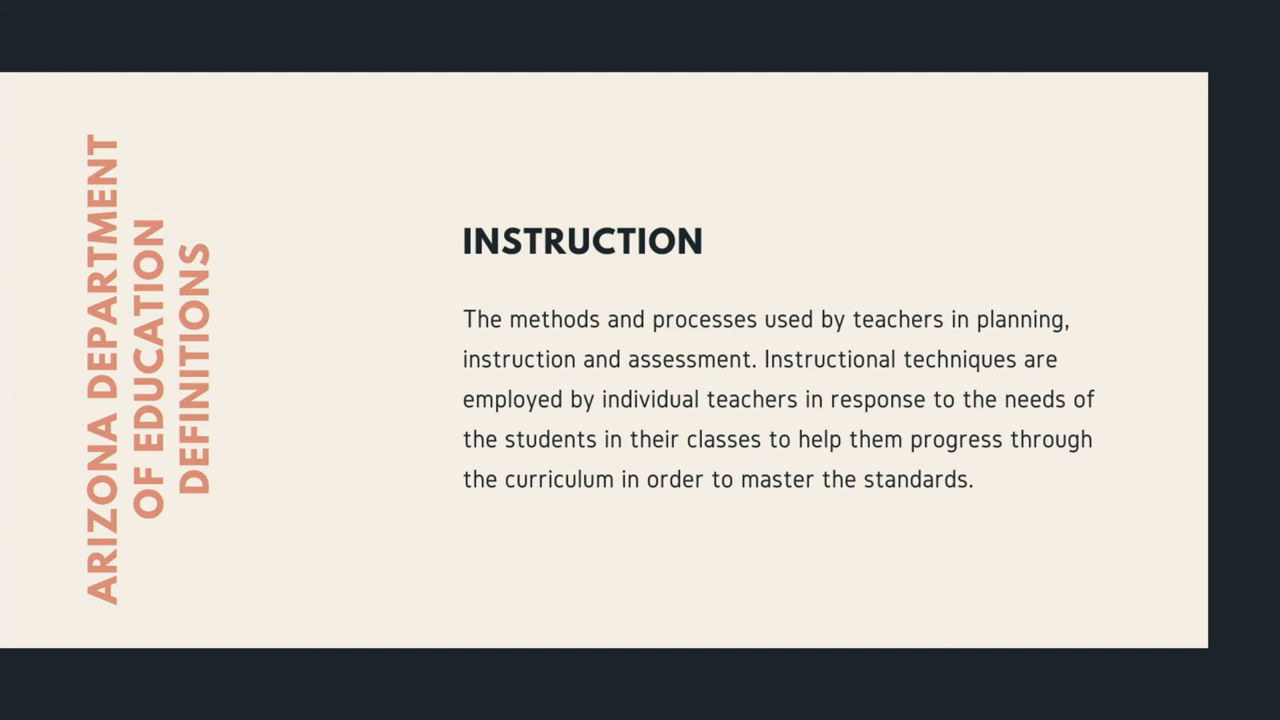 ARIZONA DEPARTMENT
OF EDUCATION
DEFINITIONS
INSTRUCTION
The methods and processes used by teachers in planning,
instruction and assessment. Instructional techniques are
employed by individual teachers in response to the needs of
the students in their classes to help them progress through
the curriculum in order to master the standards.